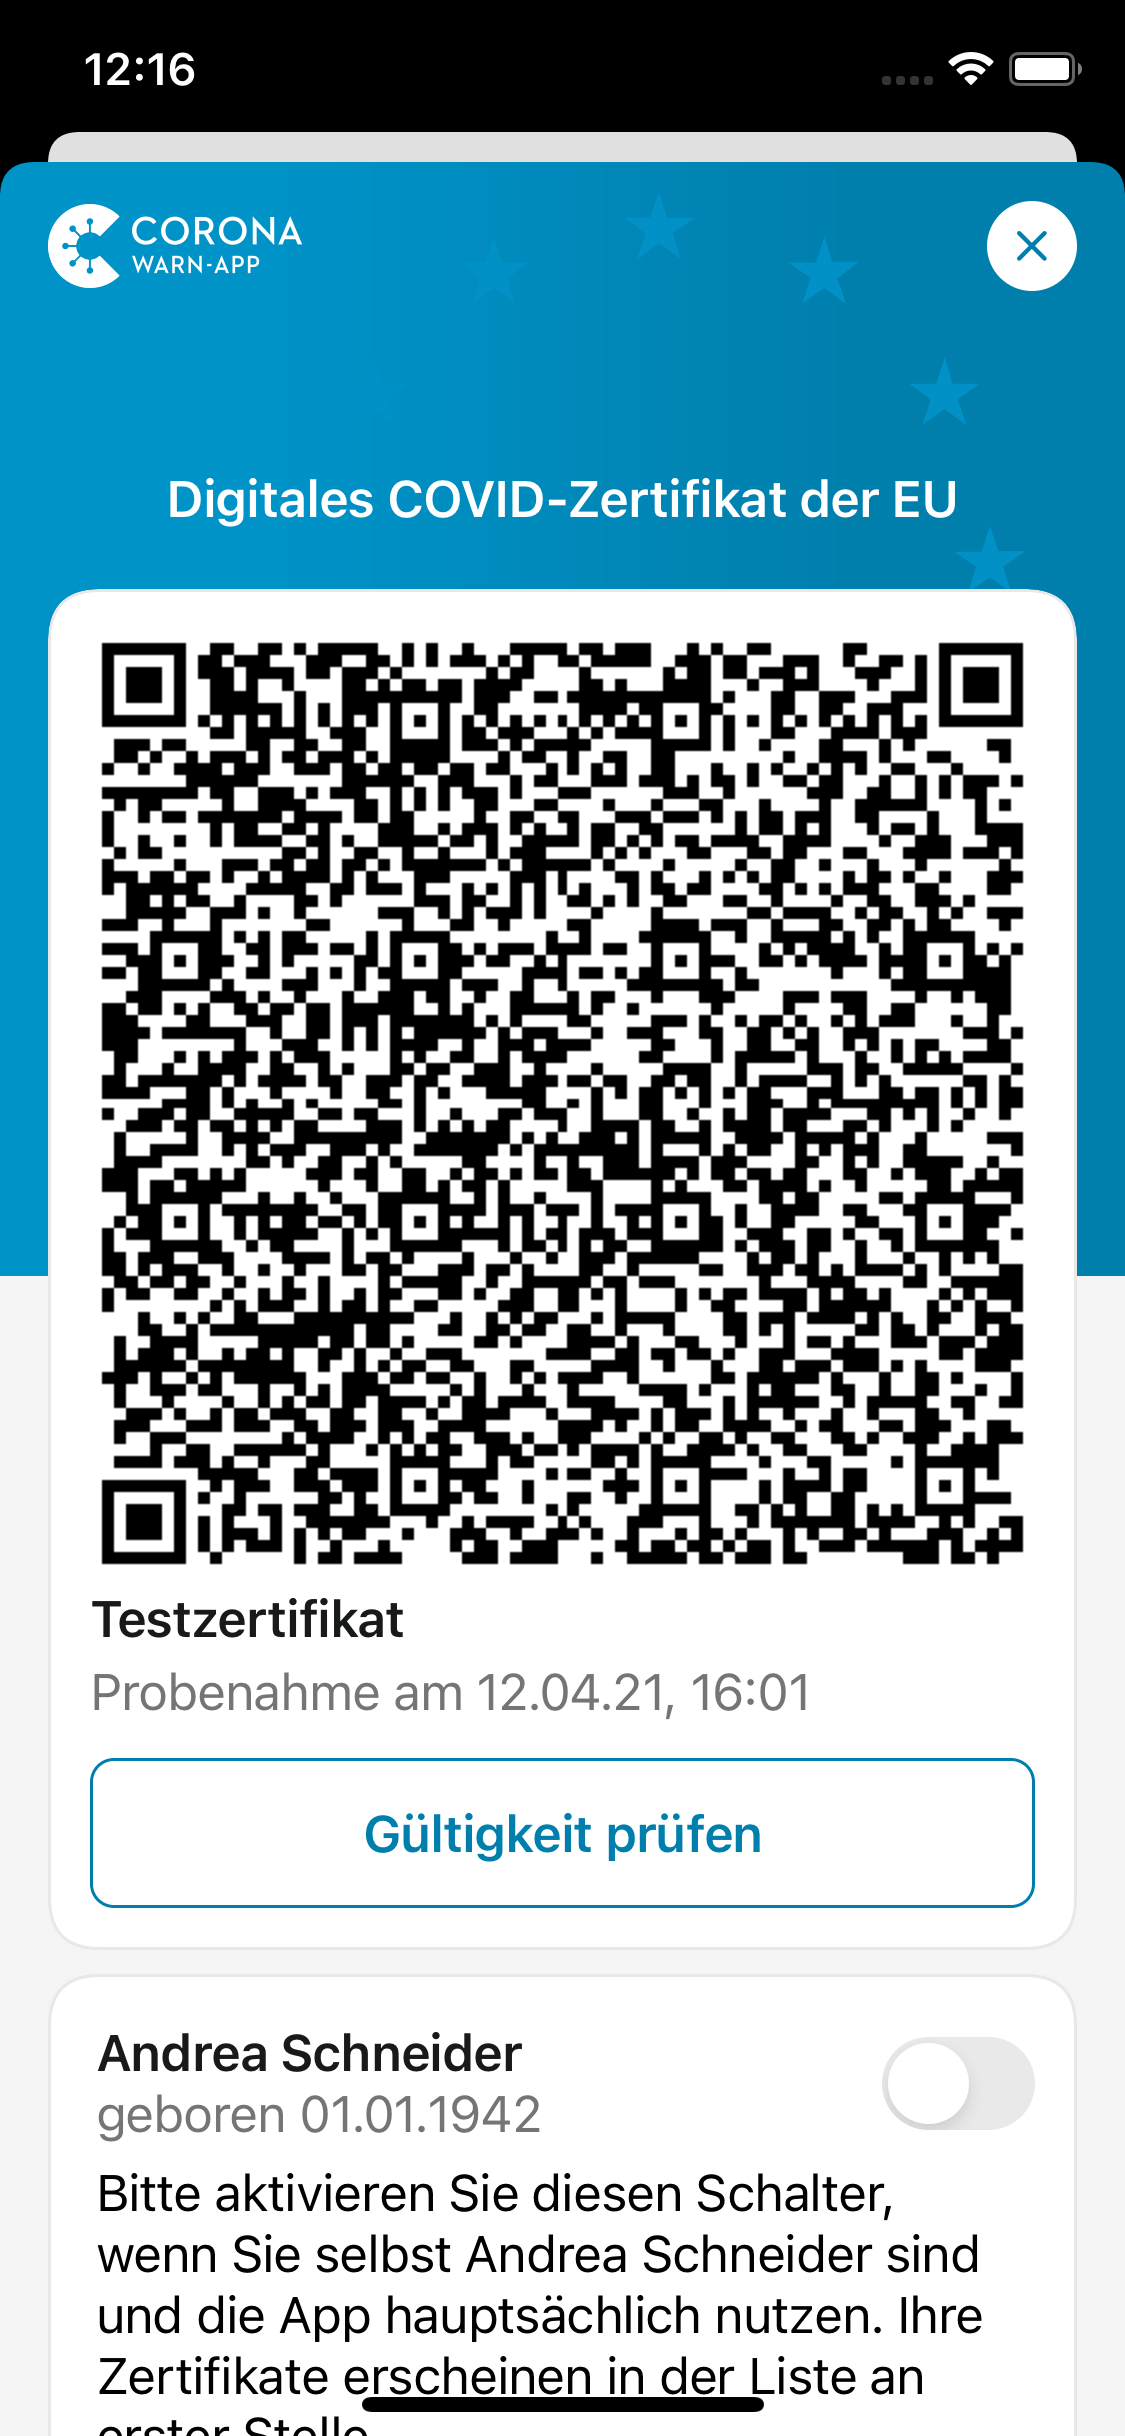 12:16
CORONA
WARN-APP
Digitales COVID-Zertifikat der EU
Testzertifikat
Probenahme am 12.04.21, 16:01
Gültigkeit prüfen
Andrea Schneider
geboren 01.01.1942
Bitte aktivieren Sie diesen Schalter,
wenn Sie selbst Andrea Schneider sind
und die App hauptsächlich nutzen. Ihre
Zertifikate erscheinen in der Liste an
erster Stelle